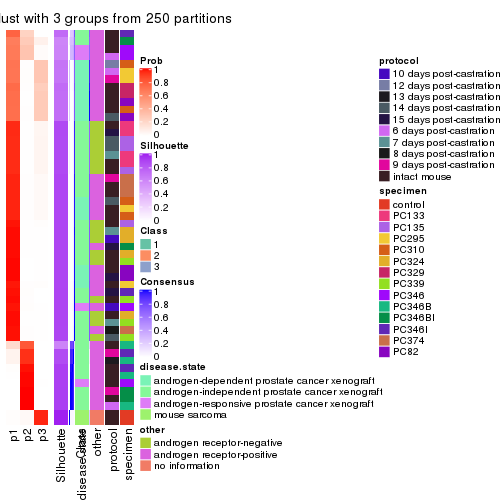 lust with 3 groups from 250 partitions
Prob
1
0.8
0.6
0.4
0.2
0
Silhouette
1
0.8
0.6
0.4
0.2
0
Class
1
2
3
Consensus
1
0.8
0.6
0.4
0.2
0
disease.state
androgen-dependent prostate cancer xenograft
androgen-independent prostate cancer xenograft
androgen-responsive prostate cancer xenograft
mouse sarcoma
other
androgen receptor-negative
androgen receptor-positive
no information
protocol
10 days post-castration
12 days post-castration
13 days post-castration
14 days post-castration
15 days post-castration
6 days post-castration
7 days post-castration
8 days post-castration
9 days post-castration
intact mouse
specimen
control
PC133
PC135
PC295
PC310
PC324
PC329
PC339
PC346
PC346B
PC346BI
PC346I
PC374
PC82
p1
p2
p3
Silhouette
disease.state
other
protocol
specimen